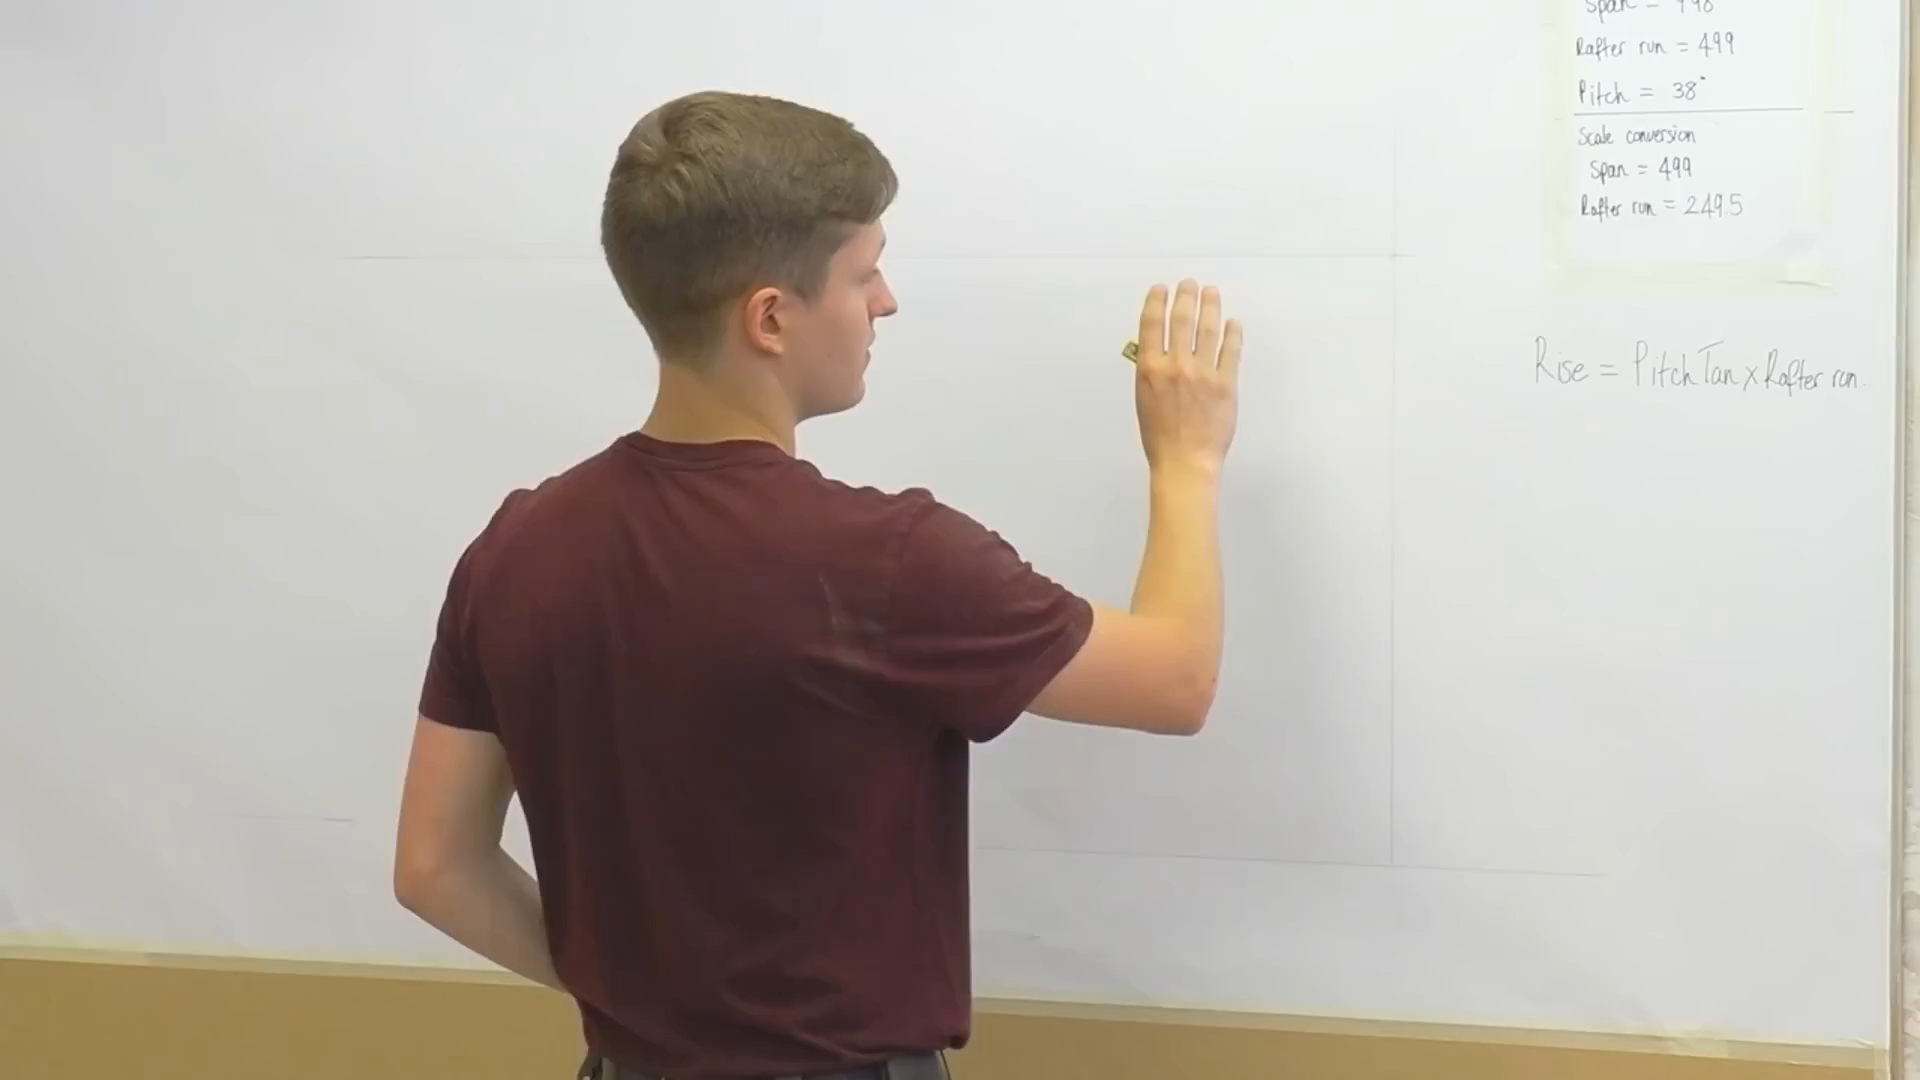 Span = 998
Rafter run = 499
Pitch = 38°
Scale conversion
Span = 499
Rafter run = 249.5
Rise = Pitch Tan x Rafter run.